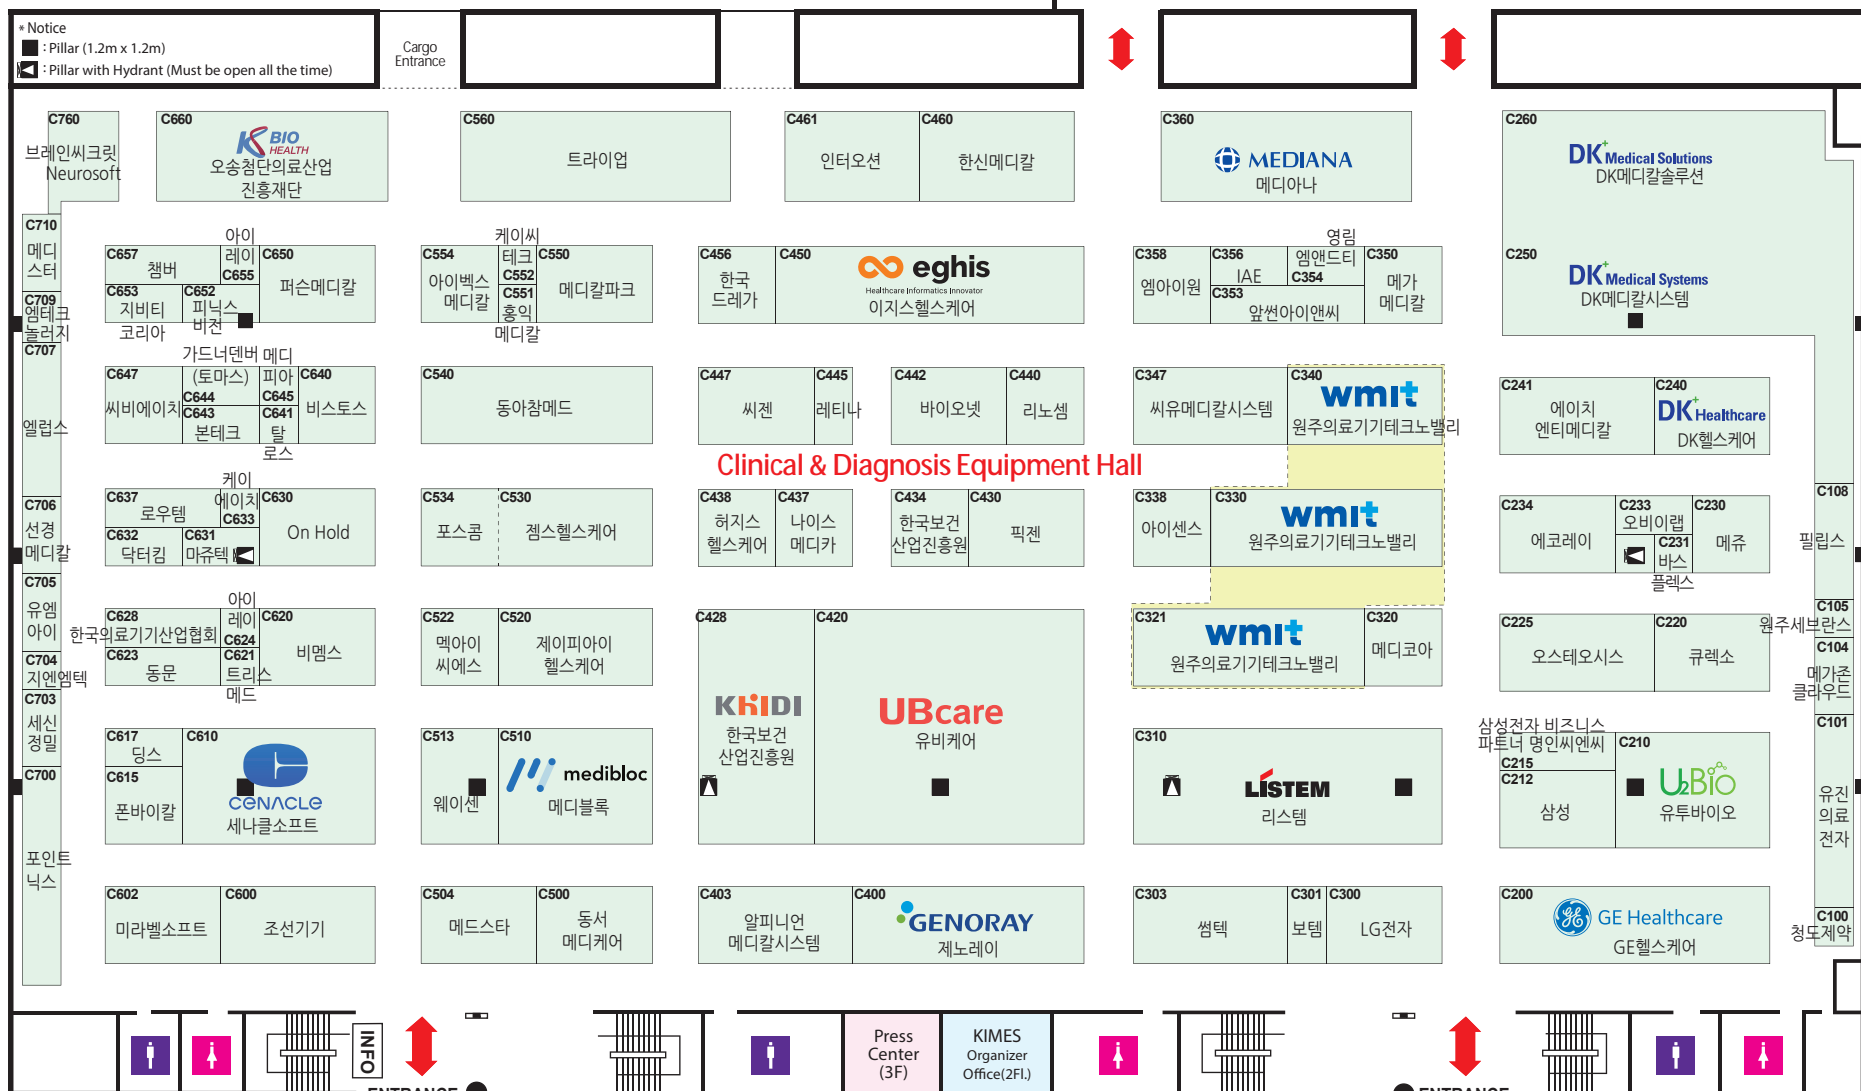 * Notice
: Pillar (1.2m x 1.2m)
: Pillar with Hydrant (Must be open all the time)
Cargo
Entrance
C760
브레인씨크릿
Neurosoft
C660
K BIO
HEALTH
오송첨단의료산업
진흥재단
C560
트라이업
C461
인터오션
C460
한신메디칼
C360
MEDIANA
메디아나
C260
DK+ Medical Solutions
DK메디칼솔루션
C250
DK+ Medical Systems
DK메디칼시스템
C710
메디
스터
C709
엠테크
놀러지
C707
엘럽스
C706
선경
메디칼
C705
유엠
아이
C704
지엔엠텍
C703
세신
정밀
C700
포인트
닉스
C657
챔버
아이
레이
C655
C650
퍼슨메디칼
C653
지비티
코리아
C652
피닉스
비전
C554
아이벡스
메디칼
케이씨
테크
C552
C551
홍익
메디칼
C550
메디칼파크
C456
한국
드레가
C450
eghis
Healthcare Informatics Innovator
이지스헬스케어
C358
엠아이원
C356
IAE
영림
엠앤드티
C354
C353
앞썬아이앤씨
C350
메가
메디칼
C647
씨비에이치
가드너덴버
(토마스)
C644
C643
본테크
메디
피아
C645
C641
탈
로스
C640
비스토스
C540
동아참메드
C447
씨젠
C445
레티나
C442
바이오넷
C440
리노셈
C347
씨유메디칼시스템
C340
wmit
원주의료기기테크노밸리
C241
에이치
엔티메디칼
C240
DK+ Healthcare
DK헬스케어
Clinical & Diagnosis Equipment Hall
C637
로우템
케이
에이치
C633
C632
닥터킴
C631
마쥬텍
C630
On Hold
C534
포스콤
C530
젬스헬스케어
C438
허지스
헬스케어
C437
나이스
메디카
C434
한국보건
산업진흥원
C430
픽젠
C338
아이센스
C330
wmit
원주의료기기테크노밸리
C234
에코레이
C233
오비이랩
C231
바스
플렉스
C230
메쥬
C108
필립스
C105
원주세브란스
C104
메가존
클라우드
C101
유진
의료
전자
C100
청도제약
C628
한국의료기기산업협회
아이
레이
C624
C623
동문
C621
트리스
메드
C620
비멤스
C522
멕아이
씨에스
C520
제이피아이
헬스케어
C428
KHIDI
한국보건
산업진흥원
C420
UBcare
유비케어
C321
wmit
원주의료기기테크노밸리
C320
메디코아
C225
오스테오시스
C220
큐렉소
C617
딩스
C615
폰바이칼
C610
CENACLE
세나클소프트
C513
웨이센
C510
medibloc
메디블록
C310
LISTEM
리스템
삼성전자 비즈니스
파트너 명인씨엔씨
C215
C212
삼성
C210
U2Bio
유투바이오
C602
미라벨소프트
C600
조선기기
C504
메드스타
C500
동서
메디케어
C403
알피니언
메디칼시스템
C400
GENORAY
제노레이
C303
썸텍
C301
보템
C300
LG전자
C200
GE Healthcare
GE헬스케어
INFO
ENTRANCE
Press
Center
(3F)
KIMES
Organizer
Office(2Fl.)
ENTRANCE